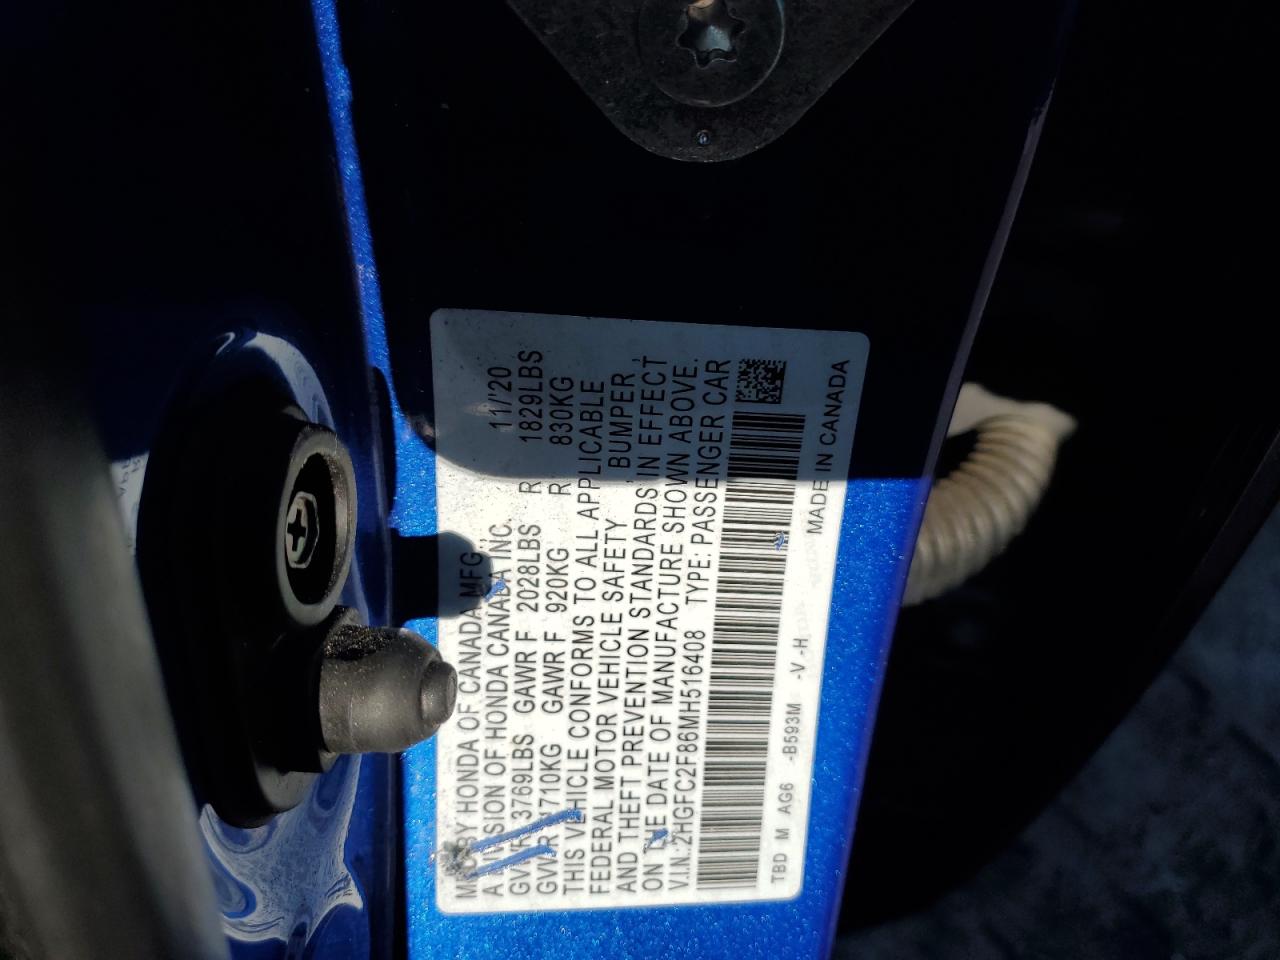 MFD BY HONDA OF CANADA MFG.,
A DIVISION OF HONDA CANADA INC. 11/'20
GVWR 3769LBS GAWR F 2028LBS R 1829LBS
GVWR 1710KG GAWR F 920KG R 830KG
THIS VEHICLE CONFORMS TO ALL APPLICABLE
FEDERAL MOTOR VEHICLE SAFETY, BUMPER,
AND THEFT PREVENTION STANDARDS IN EFFECT
ON THE DATE OF MANUFACTURE SHOWN ABOVE.
V.I.N.:2HGFC2F86MH516408 TYPE:PASSENGER CAR
TBD M AG6 -B593M -V -H MADE IN CANADA